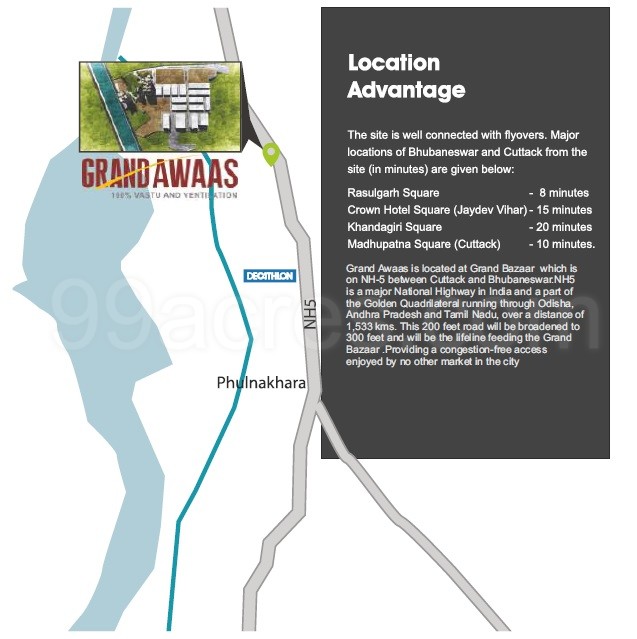 GRAND AWAAS
100% VASTU AND VENTILATION
DECATHLON
NH5
Phulnakhara
Location
Advantage
The site is well connected with flyovers. Major
locations of Bhubaneswar and Cuttack from the
site (in minutes) are given below:
Rasulgarh Square - 8 minutes
Crown Hotel Square (Jaydev Vihar) - 15 minutes
Khandagiri Square - 20 minutes
Madhupatna Square (Cuttack) - 10 minutes.
Grand Awaas is located at Grand Bazaar which is
on NH-5 between Cuttack and Bhubaneswar.NH5
is a major National Highway in India and a part of
the Golden Quadrilateral running through Odisha,
Andhra Pradesh and Tamil Nadu, over a distance of
1,533 kms. This 200 feet road will be broadened to
300 feet and will be the lifeline feeding the Grand
Bazaar .Providing a congestion-free access
enjoyed by no other market in the city